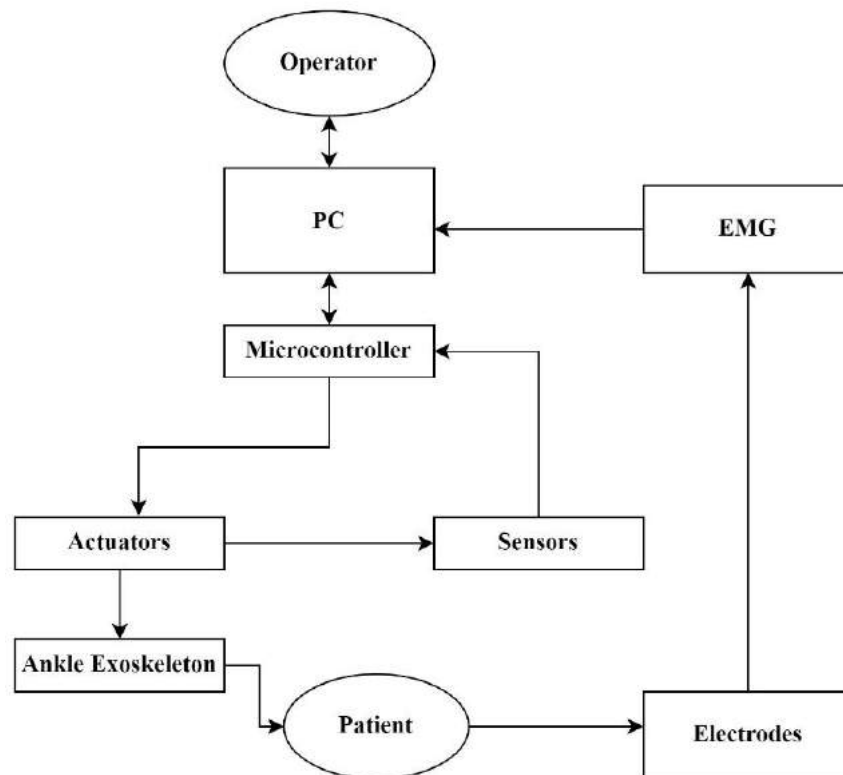 Operator
PC
EMG
Microcontroller
Actuators
Sensors
Ankle Exoskeleton
Patient
Electrodes